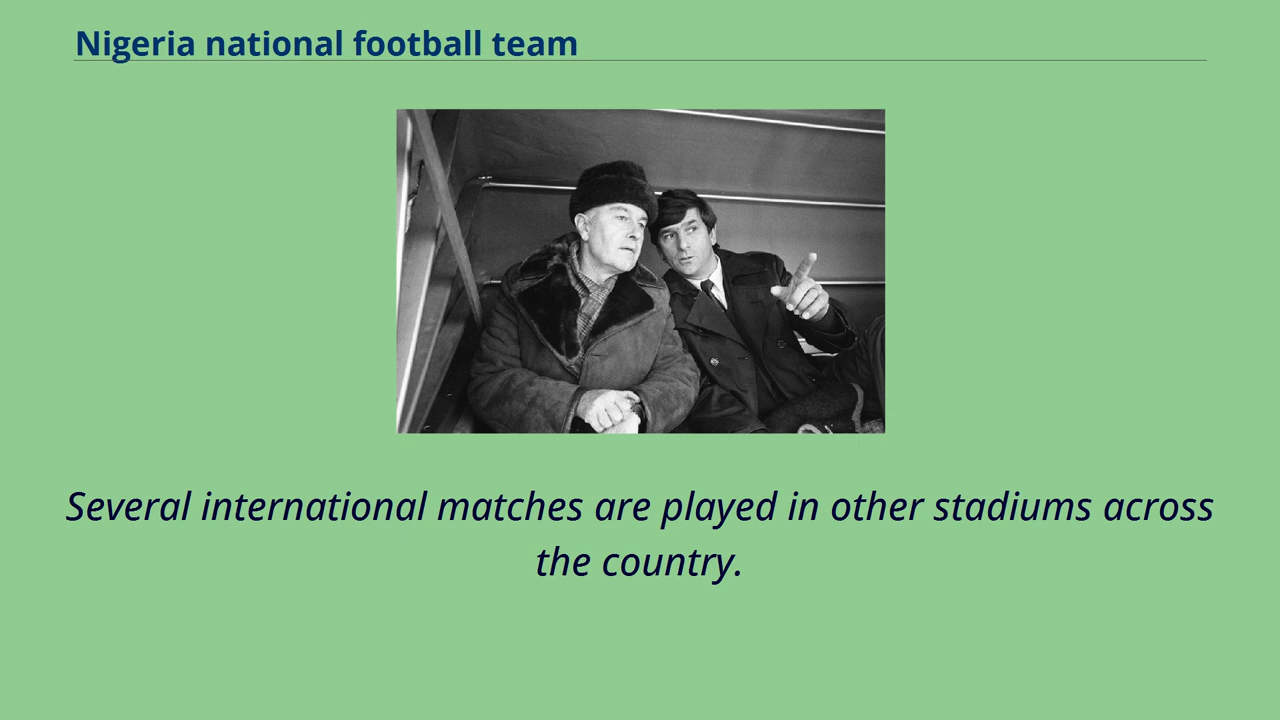 Nigeria national football team
Several international matches are played in other stadiums across
the country.